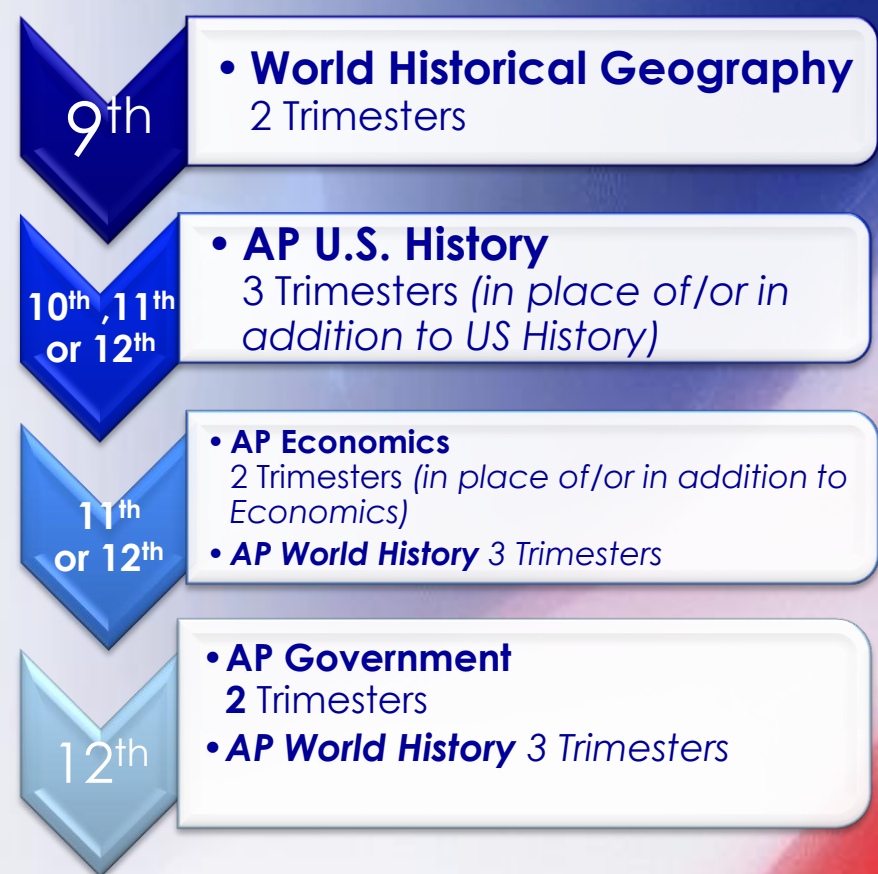 9th
• World Historical Geography
2 Trimesters
10th ,11th
or 12th
• AP U.S. History
3 Trimesters (in place of/or in
addition to US History)
11th
or 12th
• AP Economics
2 Trimesters (in place of/or in addition to
Economics)
• AP World History 3 Trimesters
12th
• AP Government
2 Trimesters
• AP World History 3 Trimesters